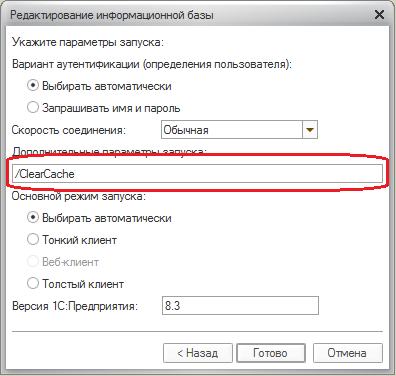 Редактирование информационной базы
Укажите параметры запуска:
Вариант аутентификации (определения пользователя):
Выбирать автоматически
Запрашивать имя и пароль
Скорость соединения: Обычная
Дополнительные параметры запуска:
/ClearCache
Основной режим запуска:
Выбирать автоматически
Тонкий клиент
Веб-клиент
Толстый клиент
Версия 1С:Предприятия: 8.3
< Назад Готово Отмена